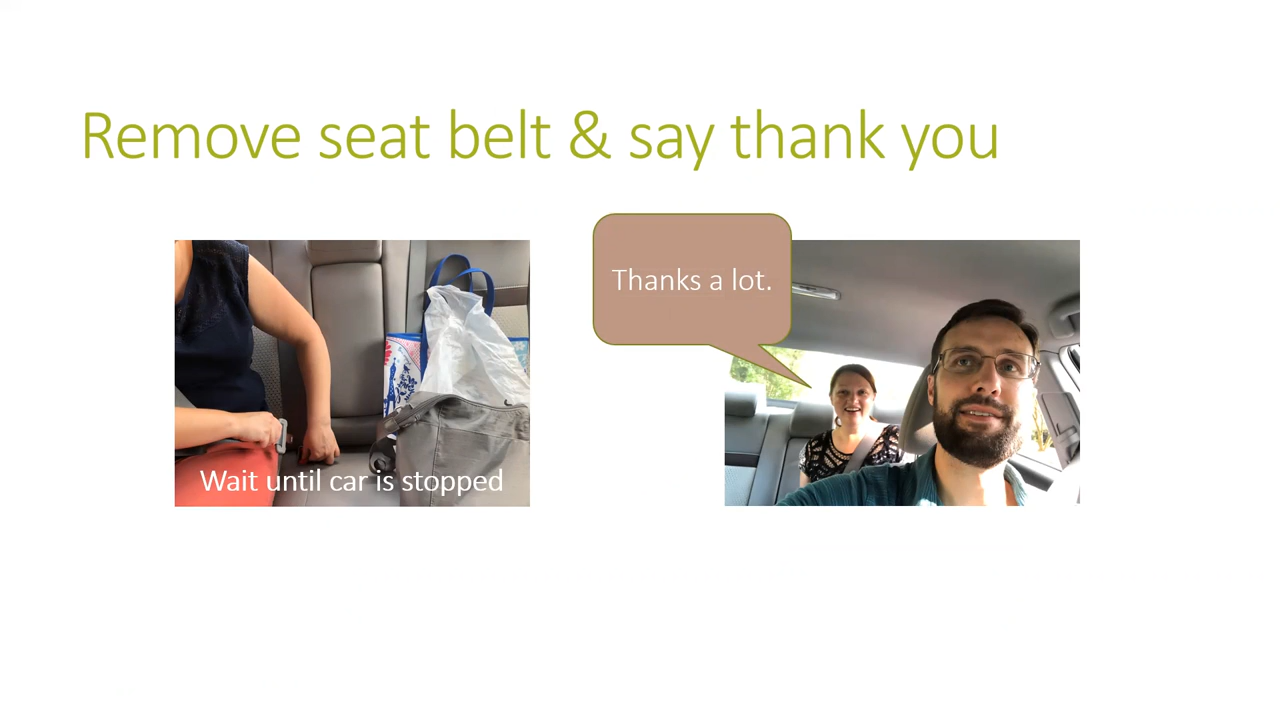 Remove seat belt & say thank you
Thanks a lot.
Wait until car is stopped